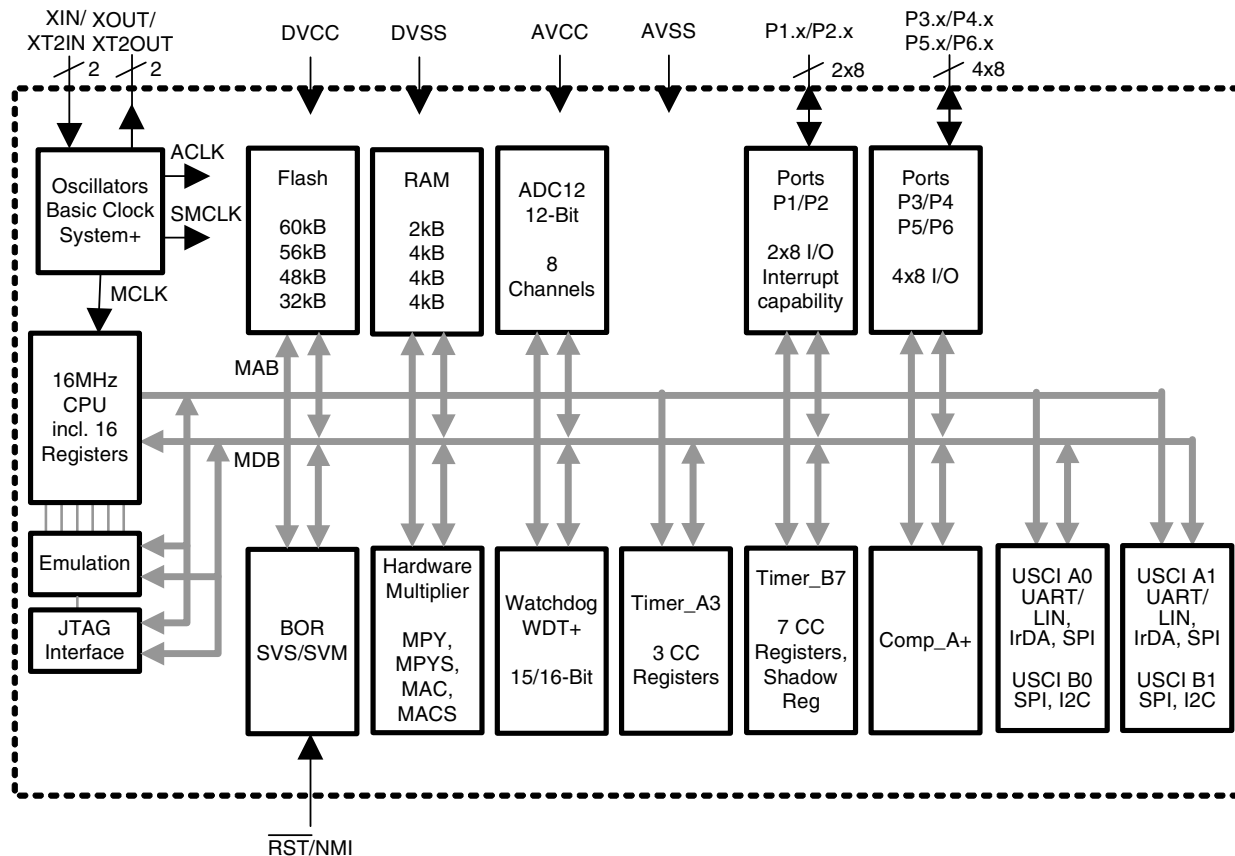 XIN/
XT2IN
XOUT/
XT2OUT
2
2
DVCC
DVSS
AVCC
AVSS
P1.x/P2.x
2x8
P3.x/P4.x
P5.x/P6.x
4x8
Oscillators
Basic Clock
System+
ACLK
SMCLK
MCLK
Flash
60kB
56kB
48kB
32kB
RAM
2kB
4kB
4kB
4kB
ADC12
12-Bit
8
Channels
Ports
P1/P2
2x8 I/O
Interrupt
capability
Ports
P3/P4
P5/P6
4x8 I/O
16MHz
CPU
incl. 16
Registers
MAB
MDB
Emulation
JTAG
Interface
BOR
SVS/SVM
Hardware
Multiplier
MPY,
MPYS,
MAC,
MACS
Watchdog
WDT+
15/16-Bit
Timer_A3
3 CC
Registers
Timer_B7
7 CC
Registers,
Shadow
Reg
Comp_A+
USCI A0
UART/
LIN,
IrDA, SPI
USCI B0
SPI, I2C
USCI A1
UART/
LIN,
IrDA, SPI
USCI B1
SPI, I2C
RST/NMI